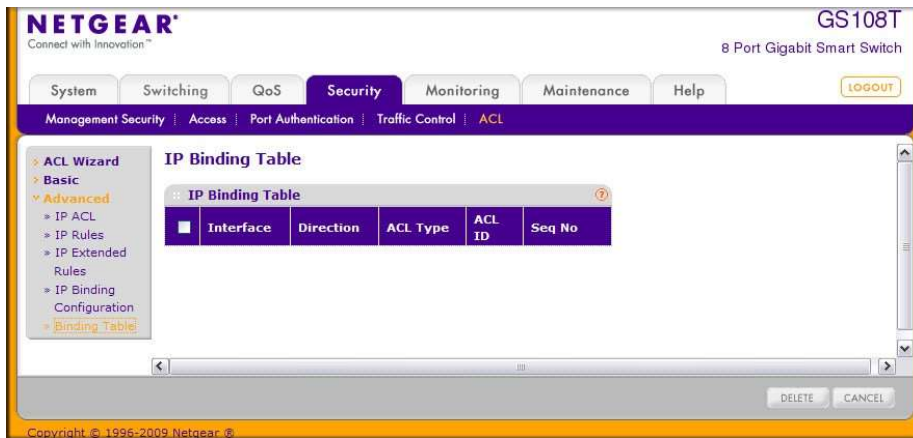 NETGEAR®
Connect with Innovation™
GS108T
8 Port Gigabit Smart Switch
System Switching QoS Security Monitoring Maintenance Help LOGOUT
Management Security Access Port Authentication Traffic Control ACL
ACL Wizard
Basic
Advanced
IP ACL
IP Rules
IP Extended
Rules
IP Binding
Configuration
Binding Table
IP Binding Table
IP Binding Table
Interface Direction ACL Type ACL ID Seq No
DELETE CANCEL
Copyright © 1996-2009 Netgear ®